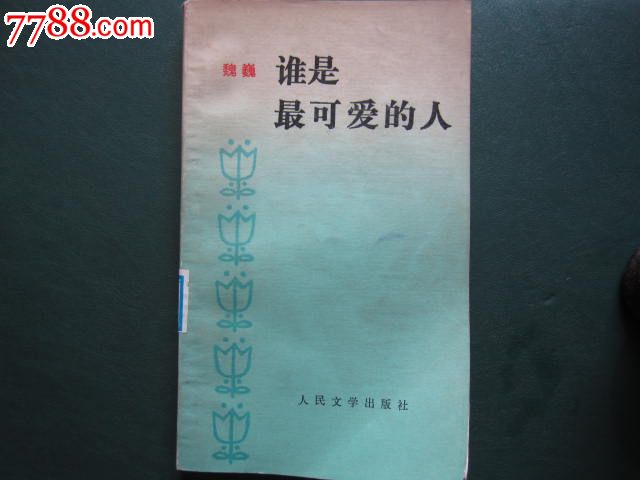 7788.com
魏巍
谁是
最可爱的人
人民文学出版社